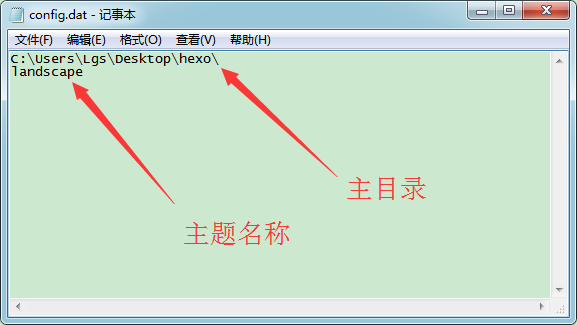 config.dat - 记事本
文件(F) 编辑(E) 格式(O) 查看(V) 帮助(H)
C:\Users\Lgs\Desktop\hexo\
landscape
主目录
主题名称